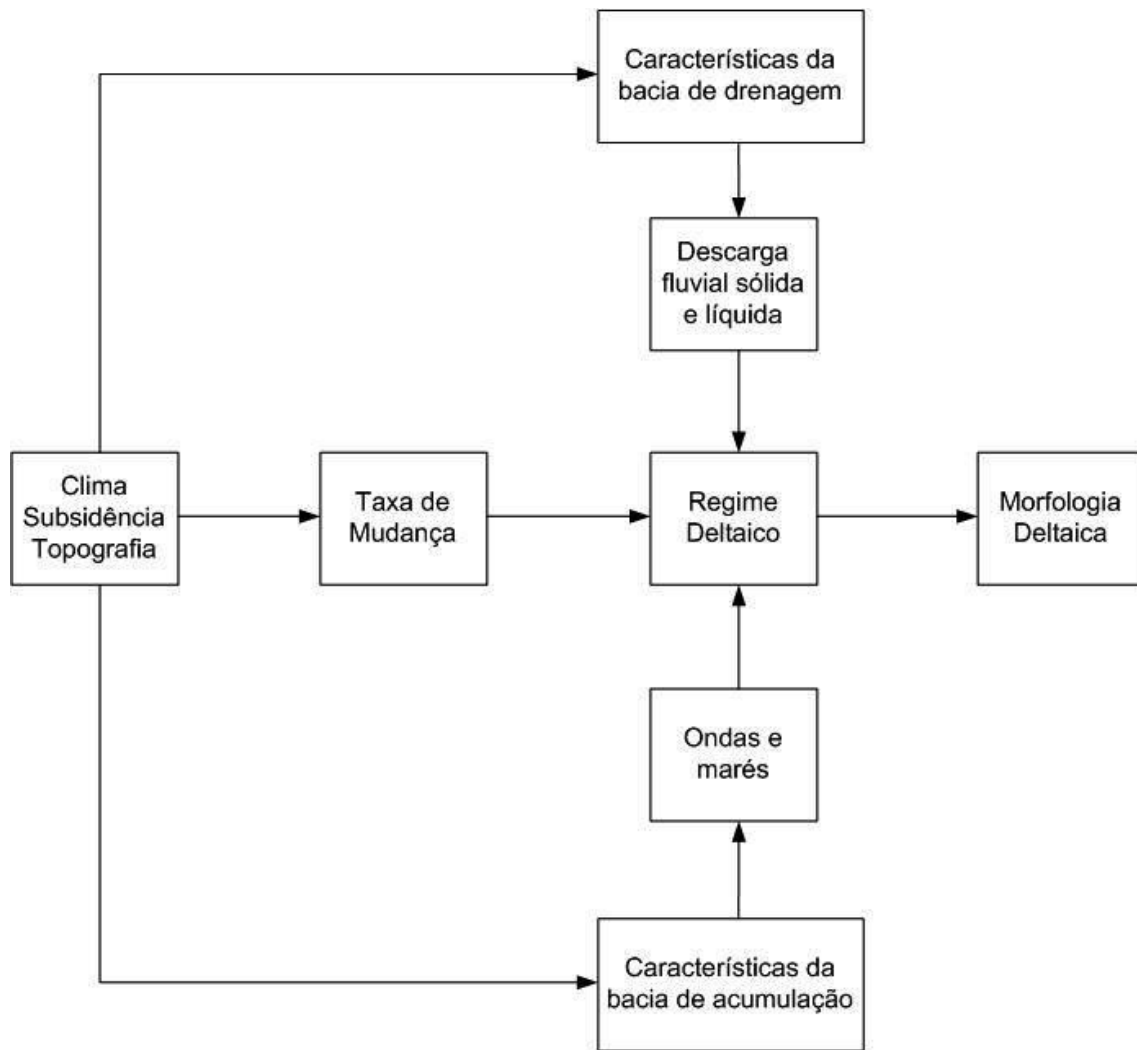 Características da
bacia de drenagem
Descarga
fluvial sólida
e líquida
Clima
Subsidência
Topografia
Taxa de
Mudança
Regime
Deltaico
Morfologia
Deltaica
Ondas e
marés
Características da
bacia de acumulação